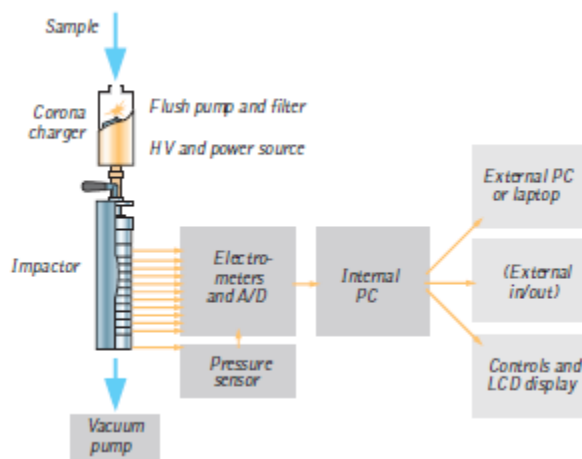 Sample
Corona
charger
Flush pump and filter
HV and power source
Impactor
Electro-
meters
and A/D
Pressure
sensor
Internal
PC
External PC
or laptop
(External
in/out)
Controls and
LCD display
Vacuum
pump